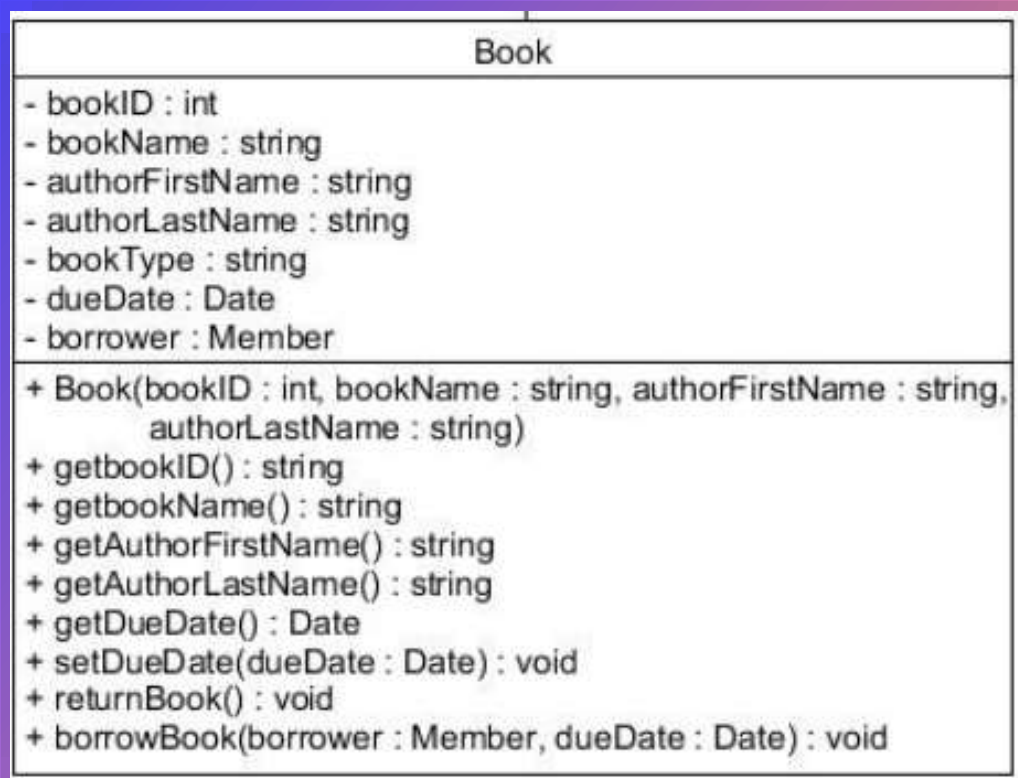 Book
- bookID : int
- bookName : string
- authorFirstName : string
- authorLastName : string
- bookType : string
- dueDate : Date
- borrower : Member
+ Book(bookID : int, bookName : string, authorFirstName : string,
authorLastName : string)
+ getbookID() : string
+ getbookName() : string
+ getAuthorFirstName() : string
+ getAuthorLastName() : string
+ getDueDate() : Date
+ setDueDate(dueDate : Date) : void
+ returnBook() : void
+ borrowBook(borrower : Member, dueDate : Date) : void